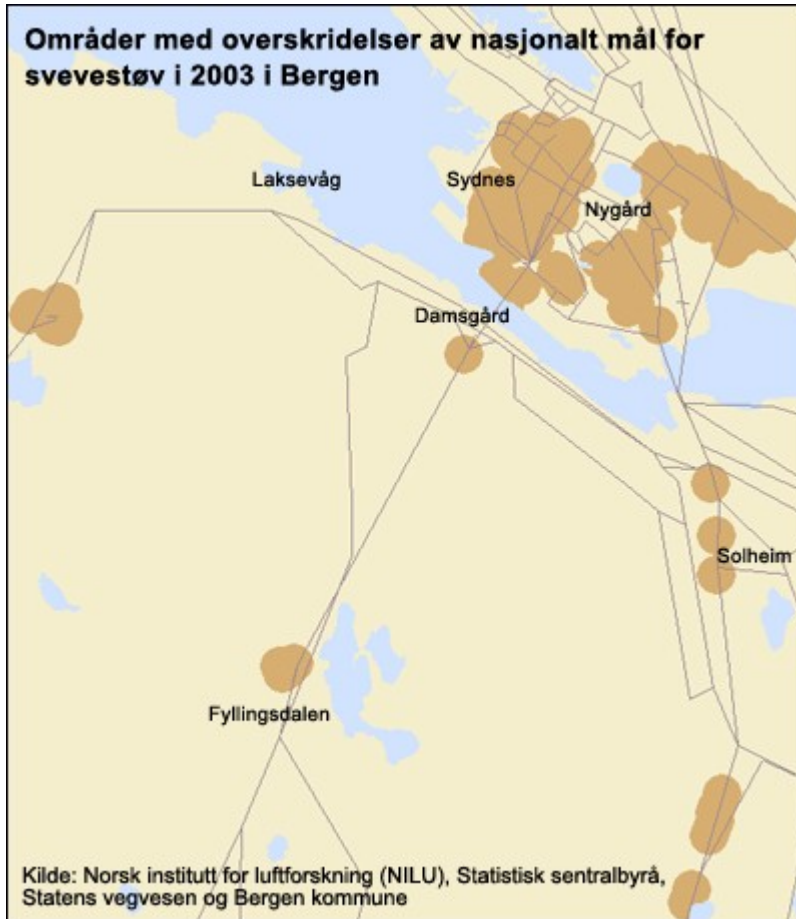 Områder med overskridelser av nasjonalt mål for
svevestøv i 2003 i Bergen
Laksevåg
Sydnes
Nygård
Damsgård
Solheim
Fyllingsdalen
Kilde: Norsk institutt for luftforskning (NILU), Statistisk sentralbyrå,
Statens vegvesen og Bergen kommune